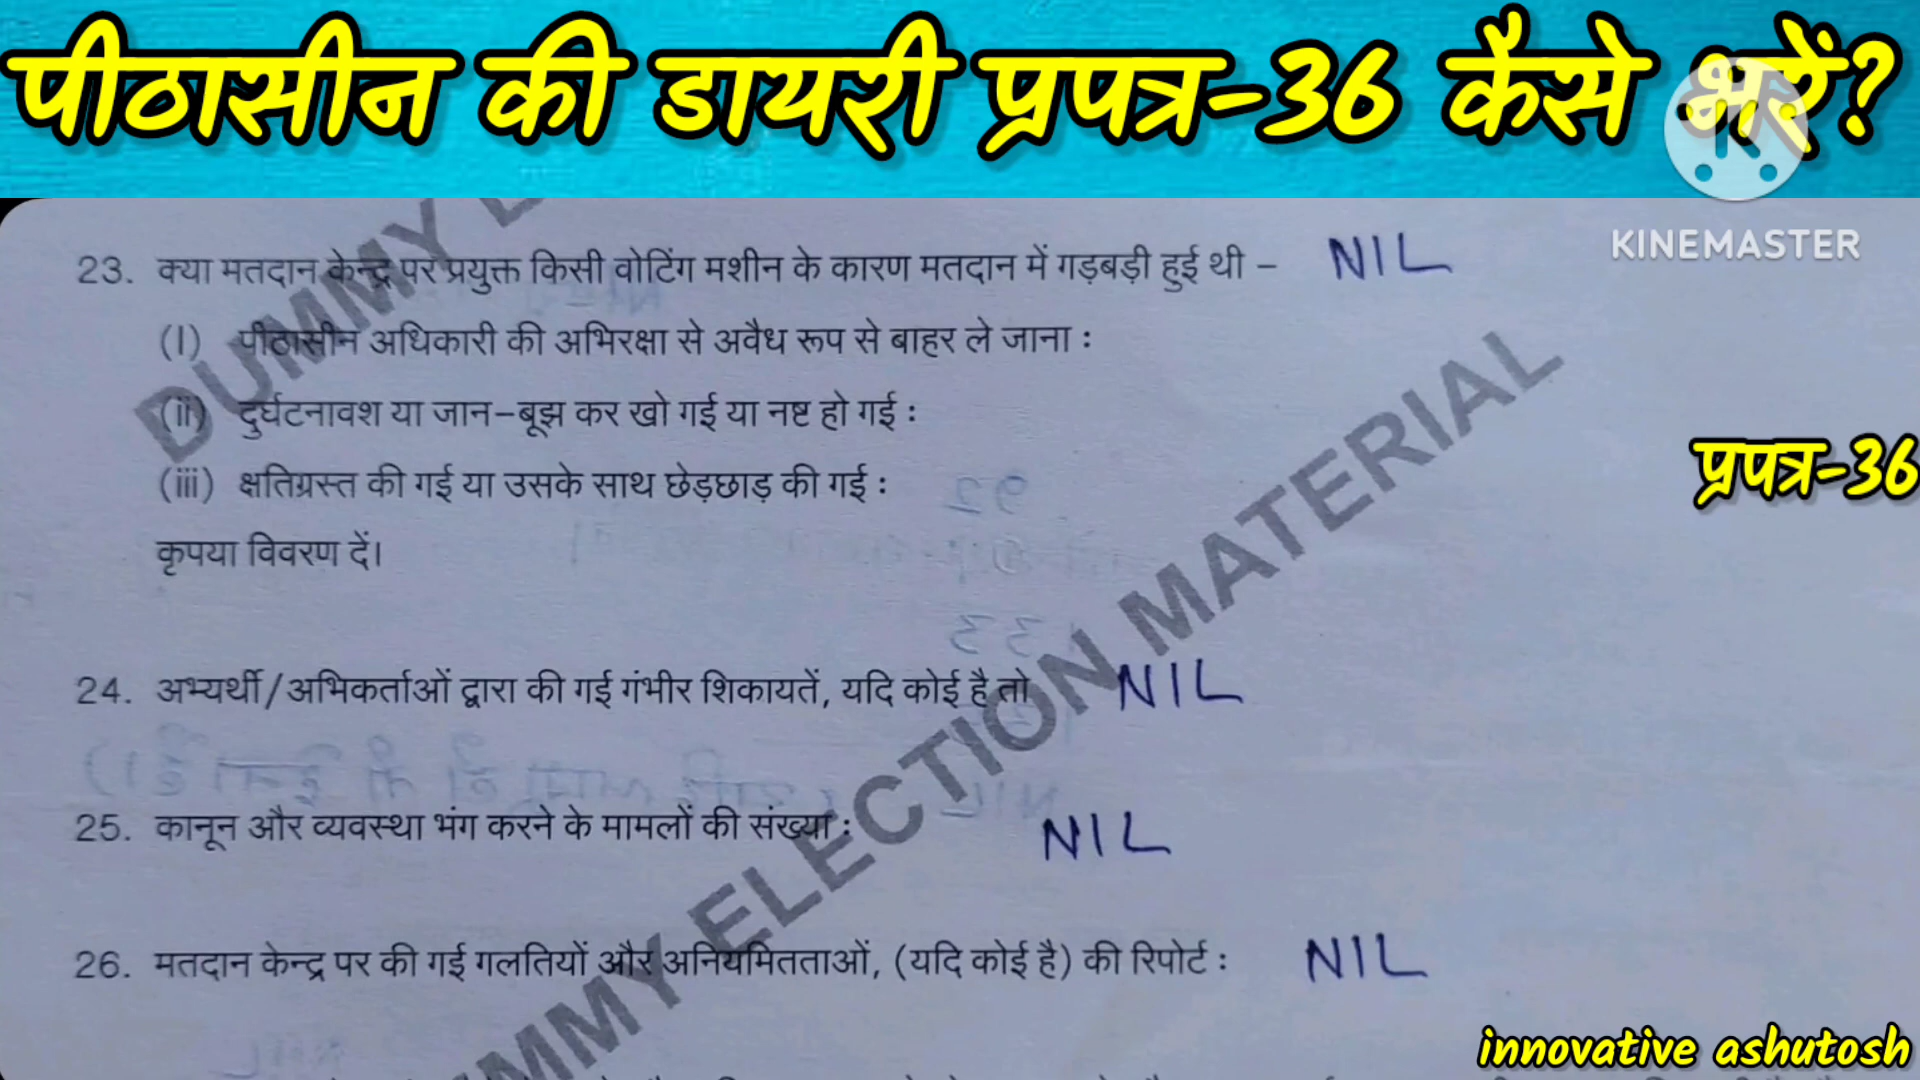 पीठासीन की डायरी प्रपत्र-36 कैसे भरें?
KINEMASTER
23. क्या मतदान केन्द्र पर प्रयुक्त किसी वोटिंग मशीन के कारण मतदान में गड़बड़ी हुई थी – NIL
(I) पीठासीन अधिकारी की अभिरक्षा से अवैध रूप से बाहर ले जाना :
(ii) दुर्घटनावश या जान-बूझ कर खो गई या नष्ट हो गई :
प्रपत्र-36
(iii) क्षतिग्रस्त की गई या उसके साथ छेड़छाड़ की गई :
कृपया विवरण दें।
24. अभ्यर्थी/अभिकर्ताओं द्वारा की गई गंभीर शिकायतें, यदि कोई है तो NIL
25. कानून और व्यवस्था भंग करने के मामलों की संख्या : NIL
26. मतदान केन्द्र पर की गई गलतियों और अनियमितताओं, (यदि कोई है) की रिपोर्ट : NIL
DUMMY ELECTION MATERIAL
innovative ashutosh